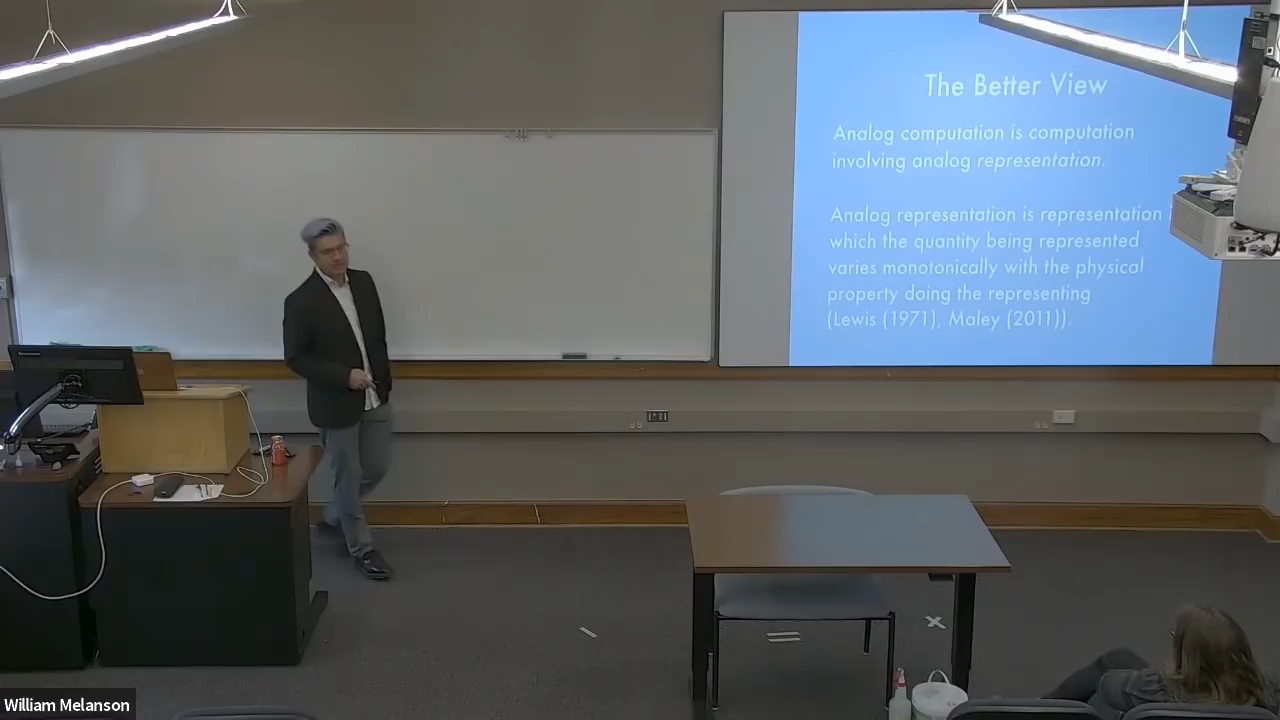 The Better View
Analog computation is computation
involving analog representation.
Analog representation is representation
which the quantity being represented
varies monotonically with the physical
property doing the representing
(Lewis (1971), Maley (2011)).
William Melanson